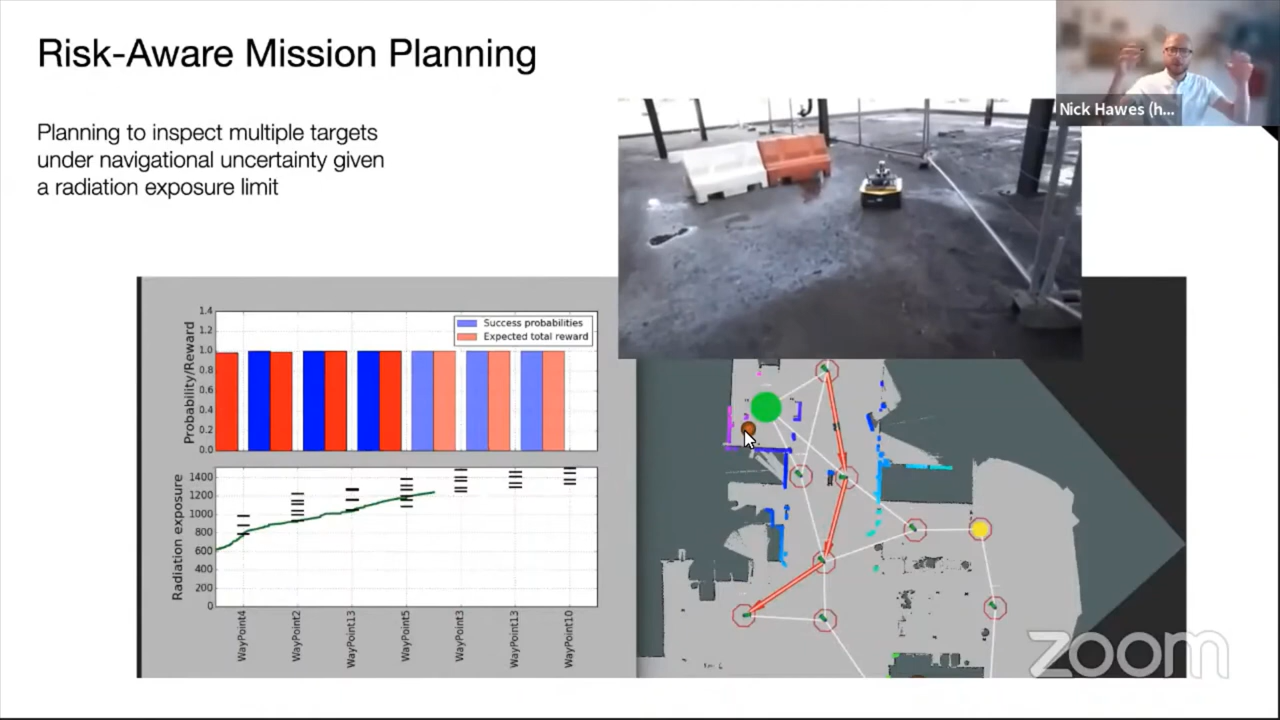 Risk-Aware Mission Planning
Nick Hawes (h...
Planning to inspect multiple targets
under navigational uncertainty given
a radiation exposure limit
Probability/Reward
1.4
1.2
1.0
0.8
0.6
0.4
0.2
0.0
Success probabilities
Expected total reward
Radiation exposure
1400
1200
1000
800
600
400
200
0
WayPoint4
WayPoint2
WayPoint13
WayPoint5
WayPoint3
WayPoint13
WayPoint10
zoom